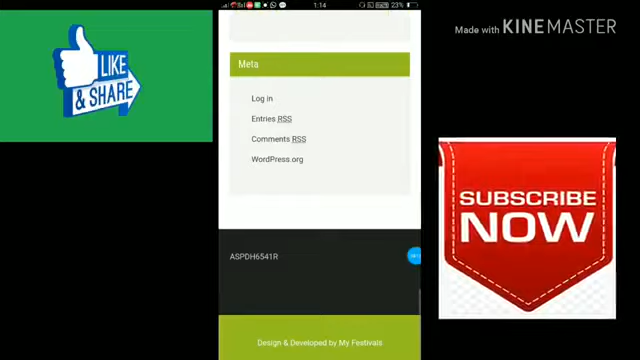 1:14
23%
Made with KINEMASTER
LIKE
& SHARE
Meta
Log in
Entries RSS
Comments RSS
WordPress.org
SUBSCRIBE
NOW
ASPDH6541R
Design & Developed by My Festivals